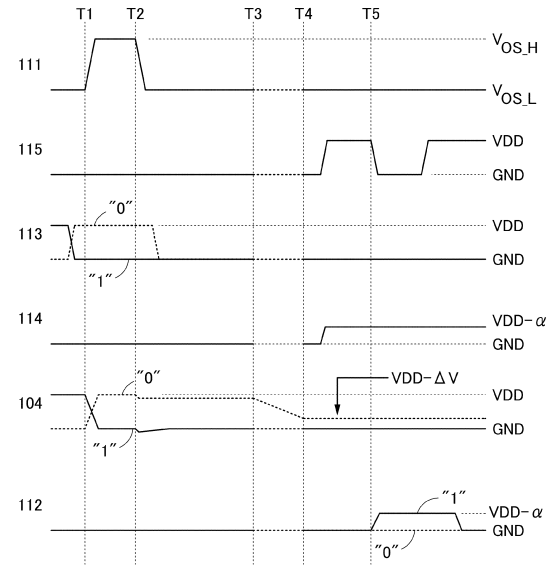 T1 T2 T3 T4 T5
111 V_OS_H
V_OS_L
115 VDD
GND
113 "0" VDD
"1" GND
114 VDD-α
GND
104 "0" VDD-ΔV VDD
"1" GND
112 "1" VDD-α
"0" GND